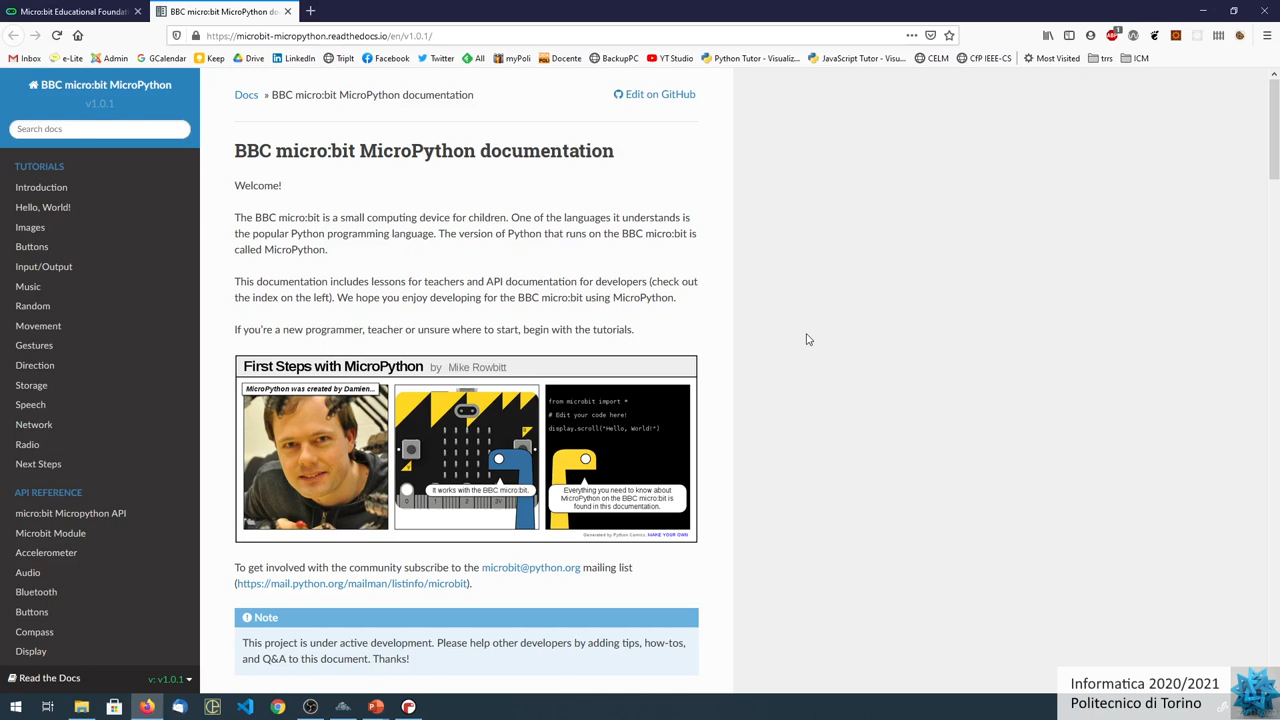 Micro:bit Educational Foundat
BBC micro:bit MicroPython docume
https://microbit-micropython.readthedocs.io/en/v1.0.1/
Inbox
e-Lite
Admin
GCalendar
Keep
Drive
LinkedIn
TripIt
Facebook
Twitter
All
myPoli
Docente
BackupPC
YT Studio
Python Tutor - Visualiz...
JavaScript Tutor - Visu...
CELM
CfP IEEE-CS
Most Visited
trrs
ICM
BBC micro:bit MicroPython
v1.0.1
Search docs
TUTORIALS
Introduction
Hello, World!
Images
Buttons
Input/Output
Music
Random
Movement
Gestures
Direction
Storage
Speech
Network
Radio
Next Steps
API REFERENCE
micro:bit Micropython API
Microbit Module
Accelerometer
Audio
Bluetooth
Buttons
Compass
Display
Read the Docs
v: v1.0.1
Docs » BBC micro:bit MicroPython documentation
Edit on GitHub
BBC micro:bit MicroPython documentation
Welcome!
The BBC micro:bit is a small computing device for children. One of the languages it understands is
the popular Python programming language. The version of Python that runs on the BBC micro:bit is
called MicroPython.
This documentation includes lessons for teachers and API documentation for developers (check out
the index on the left). We hope you enjoy developing for the BBC micro:bit using MicroPython.
If you're a new programmer, teacher or unsure where to start, begin with the tutorials.
First Steps with MicroPython by Mike Rowbitt
MicroPython was created by Damien...
It works with the BBC micro:bit.
from microbit import *
# Edit your code here!
display.scroll("Hello, World!")
Everything you need to know about
MicroPython on the BBC micro:bit is
found in this documentation.
Generated by Python Comics. MAKE YOUR OWN
To get involved with the community subscribe to the microbit@python.org mailing list
(https://mail.python.org/mailman/listinfo/microbit).
Note
This project is under active development. Please help other developers by adding tips, how-tos,
and Q&A to this document. Thanks!
Informatica 2020/2021
Politecnico di Torino